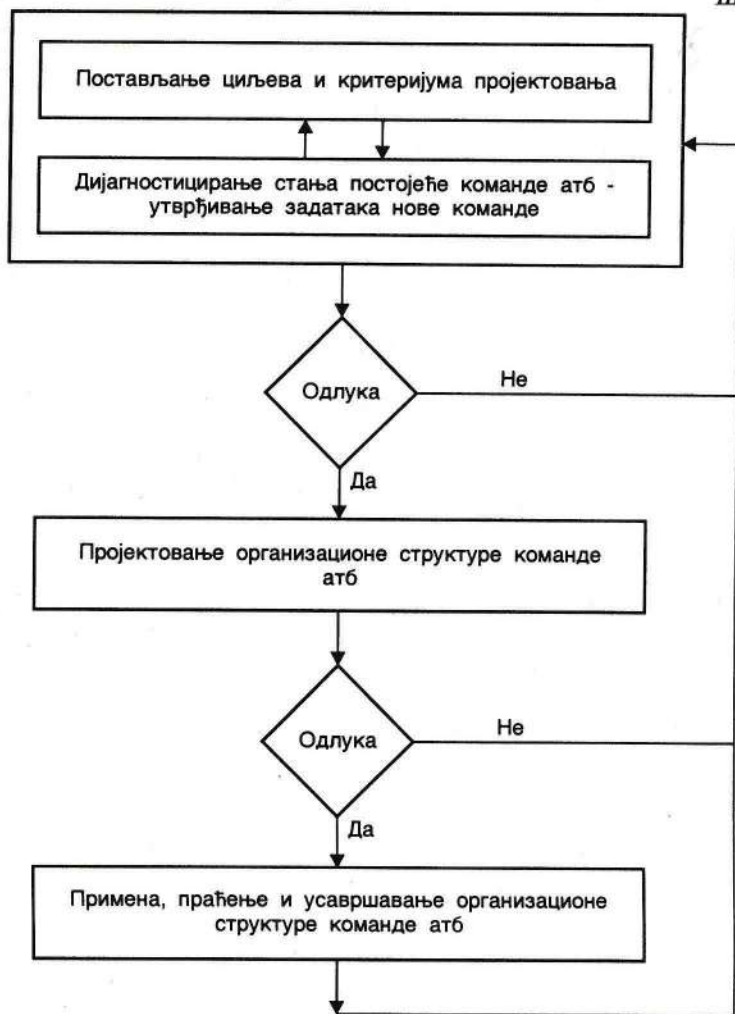 Постављање циљева и критеријума пројектовања
Дијагностицирање стања постојеће команде атб -
утврђивање задатака нове команде
Одлука
Не
Да
Пројектовање организационе структуре команде
атб
Одлука
Не
Да
Примена, праћење и усавршавање организационе
структуре команде атб